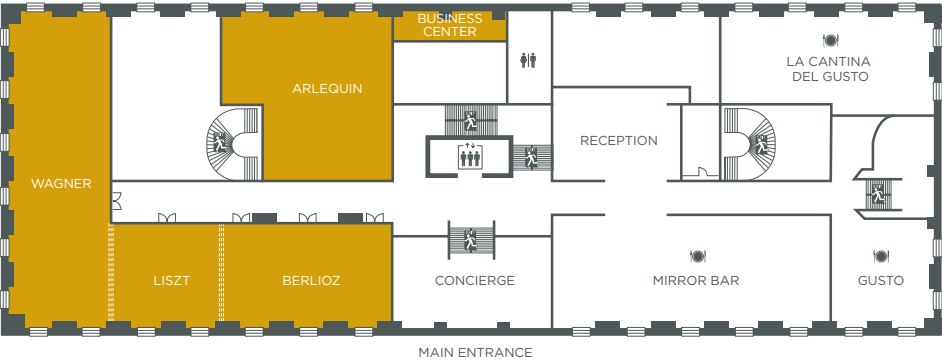 BUSINESS
CENTER
ARLEQUIN
LA CANTINA
DEL GUSTO
RECEPTION
WAGNER
LISZT
BERLIOZ
CONCIERGE
MIRROR BAR
GUSTO
MAIN ENTRANCE